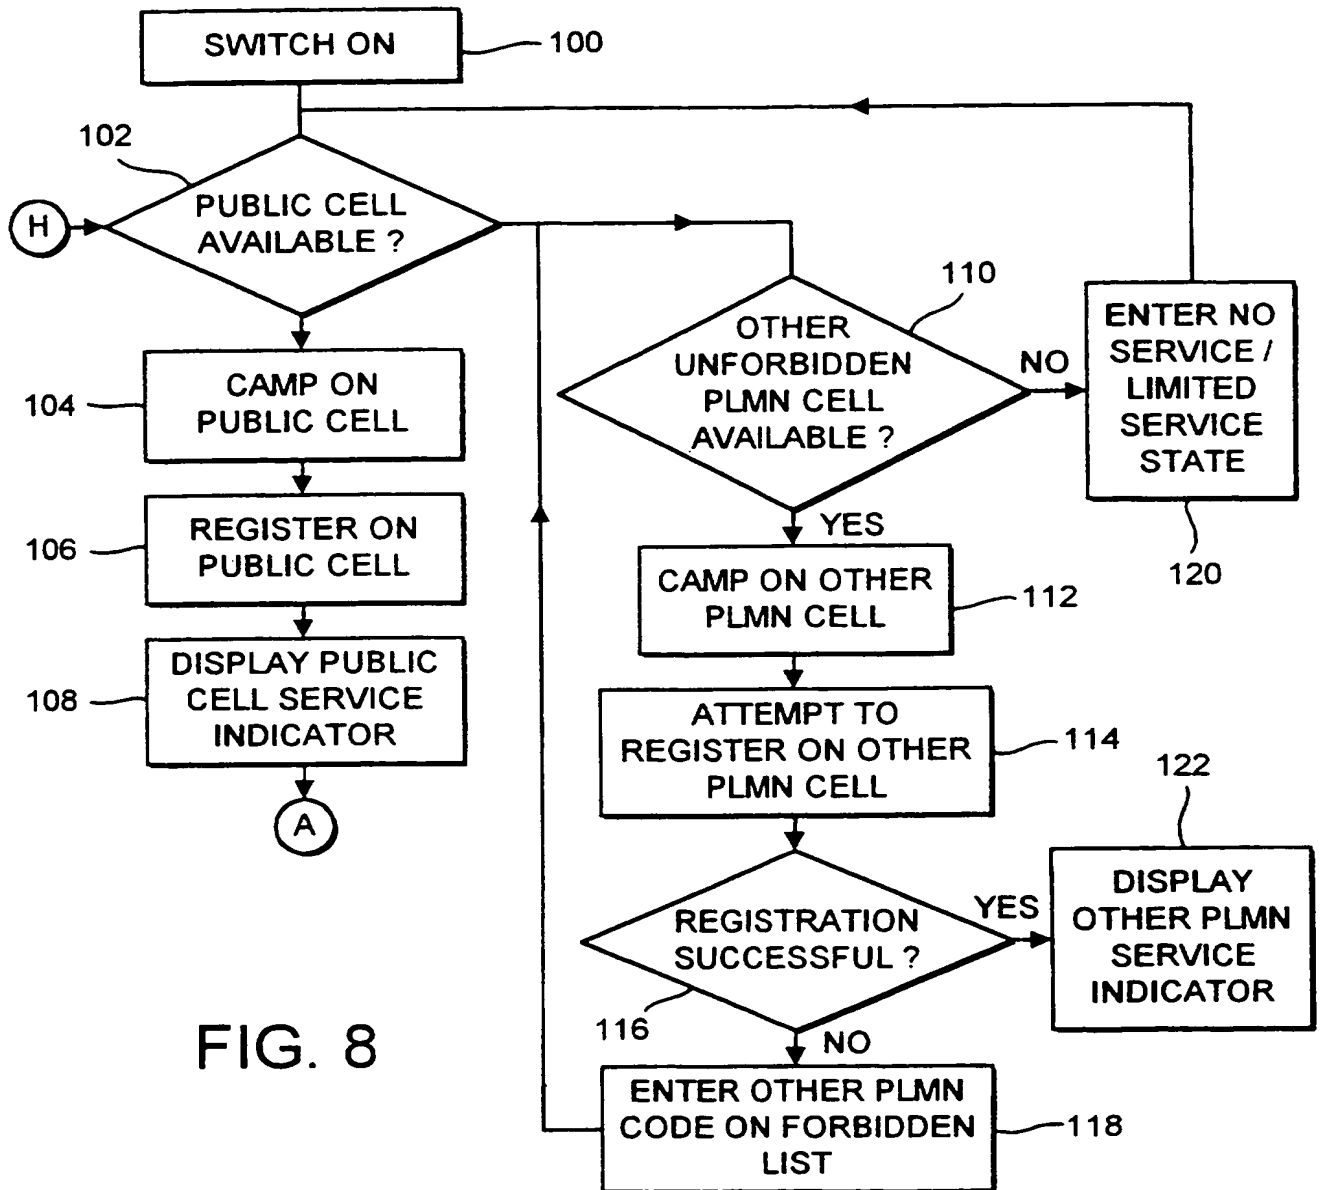 SWITCH ON
100
102
H
PUBLIC CELL
AVAILABLE ?
104
CAMP ON
PUBLIC CELL
106
REGISTER ON
PUBLIC CELL
108
DISPLAY PUBLIC
CELL SERVICE
INDICATOR
A
110
OTHER
UNFORBIDDEN
PLMN CELL
AVAILABLE ?
NO
ENTER NO
SERVICE /
LIMITED
SERVICE
STATE
120
YES
CAMP ON OTHER
PLMN CELL
112
ATTEMPT TO
REGISTER ON OTHER
PLMN CELL
114
REGISTRATION
SUCCESSFUL ?
116
YES
122
DISPLAY
OTHER PLMN
SERVICE
INDICATOR
NO
ENTER OTHER PLMN
CODE ON FORBIDDEN
LIST
118
FIG. 8